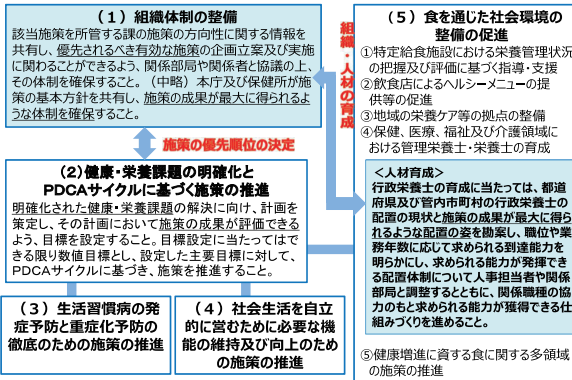 （１）組織体制の整備
該当施策を所管する課の施策の方向性に関する情報を
共有し、優先されるべき有効な施策の企画立案及び実施
に関わることができるよう、関係部局や関係者と協議の上、
その体制を確保すること。（中略）本庁及び保健所が施
策の基本方針を共有し、施策の成果が最大に得られるよ
うな体制を確保すること。
組織・人材の育成
施策の優先順位の決定
（２）健康・栄養課題の明確化と
PDCAサイクルに基づく施策の推進
明確化された健康・栄養課題の解決に向け、計画を
策定し、その計画において施策の成果が評価できる
よう、目標を設定すること。目標設定に当たってはで
きる限り数値目標とし、設定した主要目標に対して、
PDCAサイクルに基づき、施策を推進すること。
（３）生活習慣病の発
症予防と重症化予防の
徹底のための施策の推進
（４）社会生活を自立
的に営むために必要な機
能の維持及び向上のため
の施策の推進
（５）食を通じた社会環境の
整備の促進
①特定給食施設における栄養管理状況
の把握及び評価に基づく指導・支援
②飲食店によるヘルシーメニューの提
供等の促進
③地域の栄養ケア等の拠点の整備
④保健、医療、福祉及び介護領域に
おける管理栄養士・栄養士の育成
＜人材育成＞
行政栄養士の育成に当たっては、都道
府県及び管内市町村の行政栄養士の
配置の現状と施策の成果が最大に得ら
れるような配置の姿を勘案し、職位や業
務年数に応じて求められる到達能力を
明らかにし、求められる能力が発揮でき
る配置体制について人事担当者や関係
部局と調整するとともに、関係職種の協
力のもと求められる能力が獲得できる仕
組みづくりを進めること。
⑤健康増進に資する食に関する多領域
の施策の推進